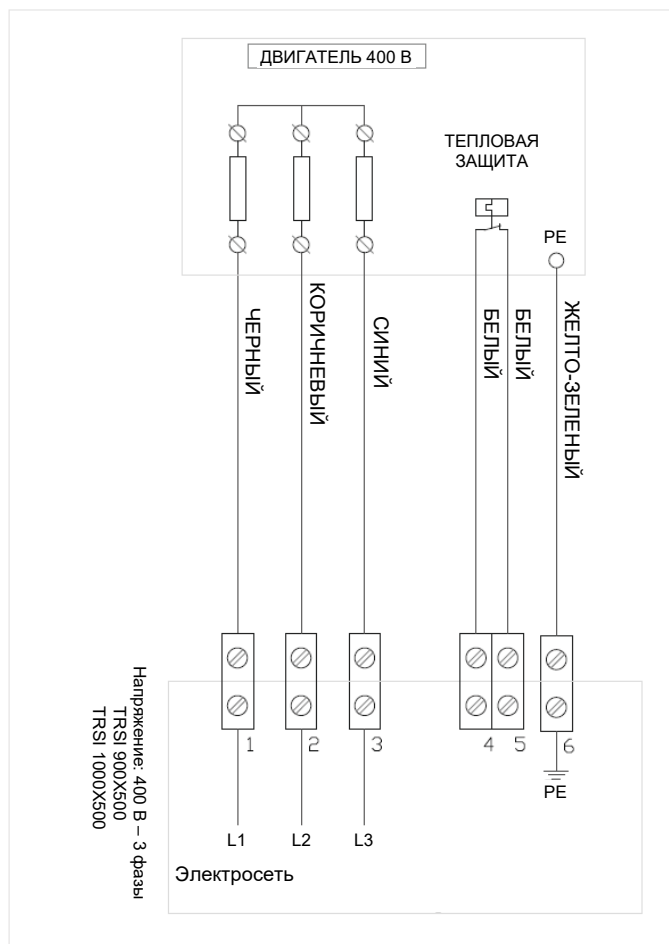 ДВИГАТЕЛЬ 400 В
ТЕПЛОВАЯ
ЗАЩИТА
PE
ЧЕРНЫЙ
КОРИЧНЕВЫЙ
СИНИЙ
БЕЛЫЙ
БЕЛЫЙ
ЖЕЛТО-ЗЕЛЕНЫЙ
1
2
3
4
5
6
PE
L1
L2
L3
Электросеть
Напряжение: 400 В – 3 фазы
TRSI 900X500
TRSI 1000X500